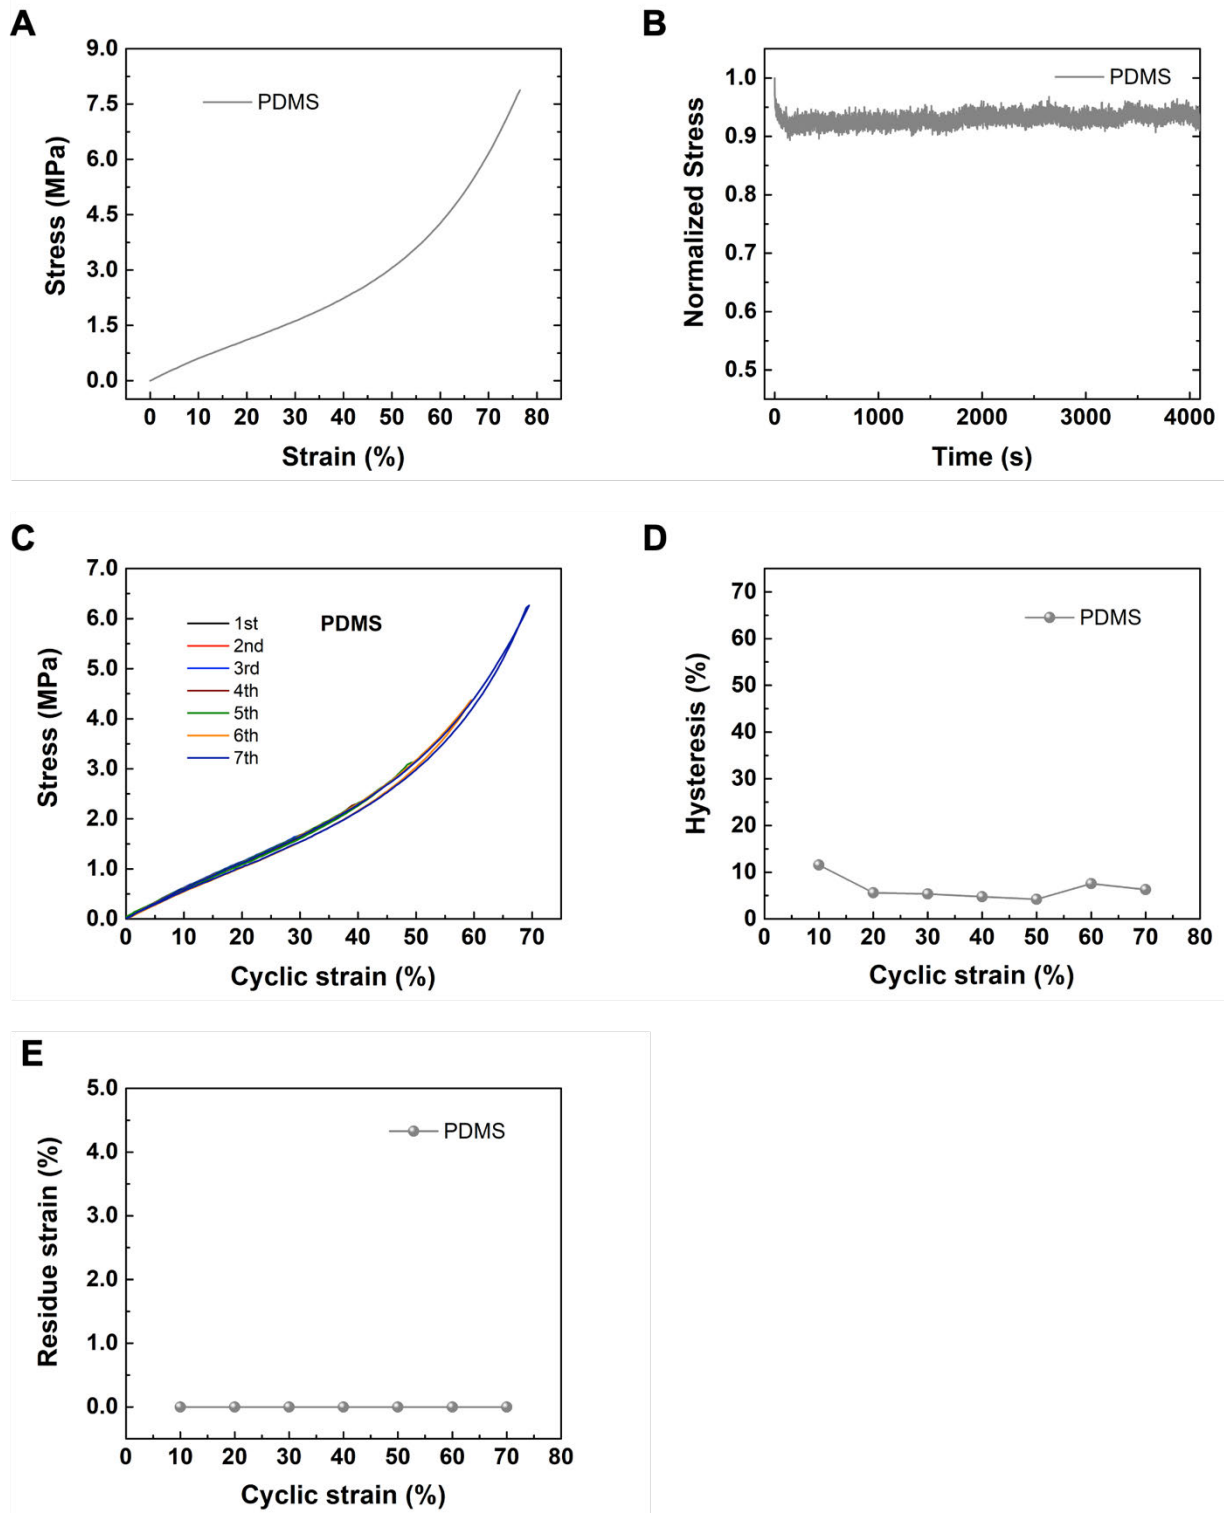 A
9.0
7.5
6.0
4.5
3.0
1.5
0.0
Stress (MPa)
PDMS
0 10 20 30 40 50 60 70 80
Strain (%)
B
1.0
0.9
0.8
0.7
0.6
0.5
Normalized Stress
PDMS
0 1000 2000 3000 4000
Time (s)
C
7.0
6.0
5.0
4.0
3.0
2.0
1.0
0.0
Stress (MPa)
1st
2nd
3rd
4th
5th
6th
7th
PDMS
0 10 20 30 40 50 60 70
Cyclic strain (%)
D
70
60
50
40
30
20
10
0
Hysteresis (%)
PDMS
0 10 20 30 40 50 60 70 80
Cyclic strain (%)
E
5.0
4.0
3.0
2.0
1.0
0.0
Residue strain (%)
PDMS
0 10 20 30 40 50 60 70 80
Cyclic strain (%)